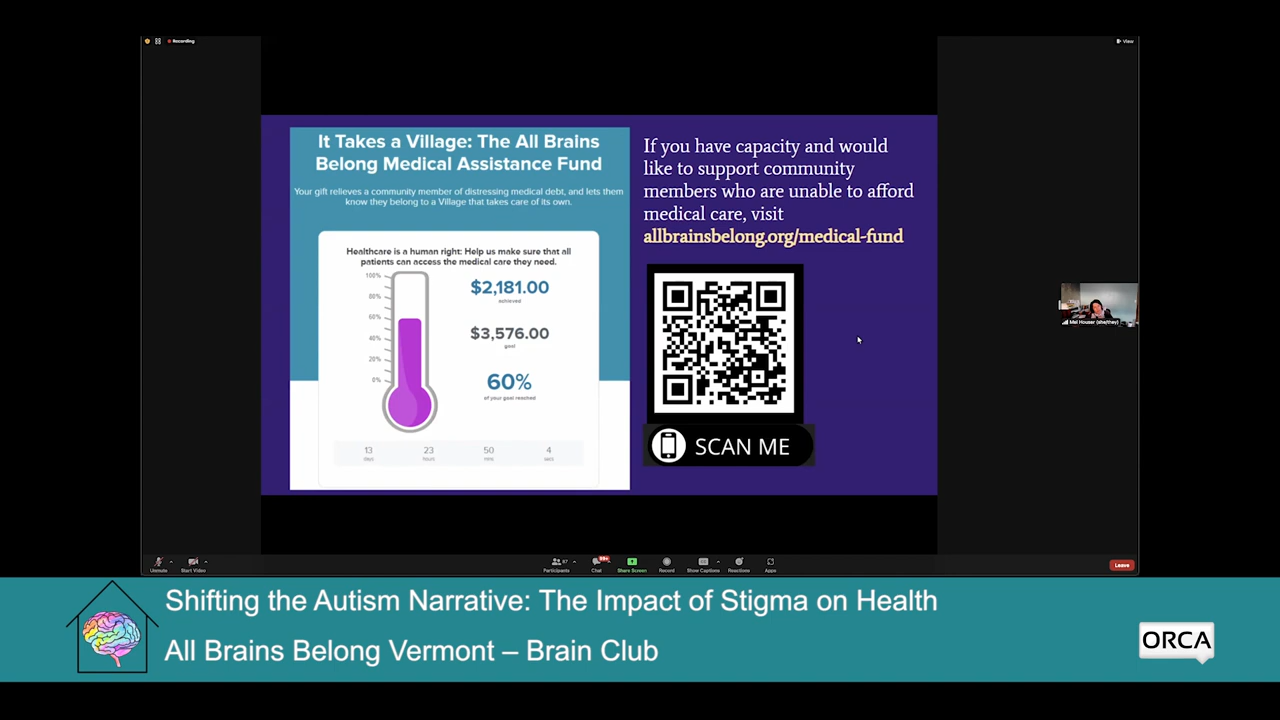 Recording
View
It Takes a Village: The All Brains
Belong Medical Assistance Fund
Your gift relieves a community member of distressing medical debt, and lets them
know they belong to a Village that takes care of its own.
Healthcare is a human right: Help us make sure that all
patients can access the medical care they need.
100%
80%
60%
40%
20%
0%
$2,181.00
achieved
$3,576.00
goal
60%
of your goal reached
13 23 50 4
days hours mins secs
If you have capacity and would
like to support community
members who are unable to afford
medical care, visit
allbrainsbelong.org/medical-fund
SCAN ME
Mel Houser (she/they)
Unmute Start Video Participants 87 Chat 99+ Share Screen Record Show Captions Reactions Apps Leave
Shifting the Autism Narrative: The Impact of Stigma on Health
All Brains Belong Vermont – Brain Club
ORCA